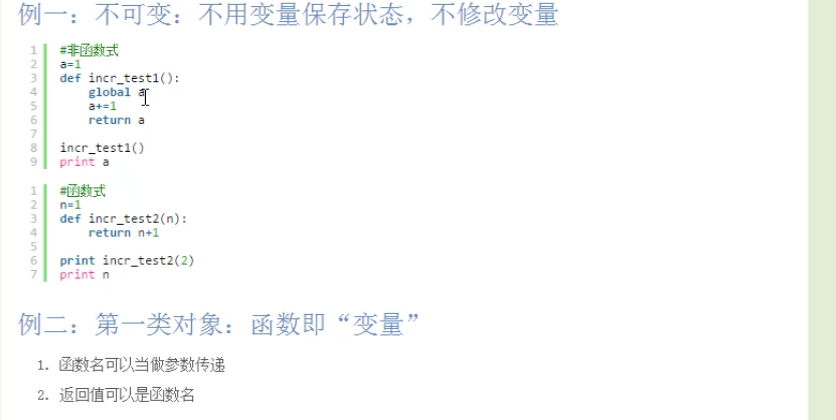 例一：不可变：不用变量保存状态，不修改变量
1 #非函数式
2 a=1
3 def incr_test1():
4 global a
5 a+=1
6 return a
7
8 incr_test1()
9 print a
1 #函数式
2 n=1
3 def incr_test2(n):
4 return n+1
5
6 print incr_test2(2)
7 print n
例二：第一类对象：函数即“变量”
1. 函数名可以当做参数传递
2. 返回值可以是函数名